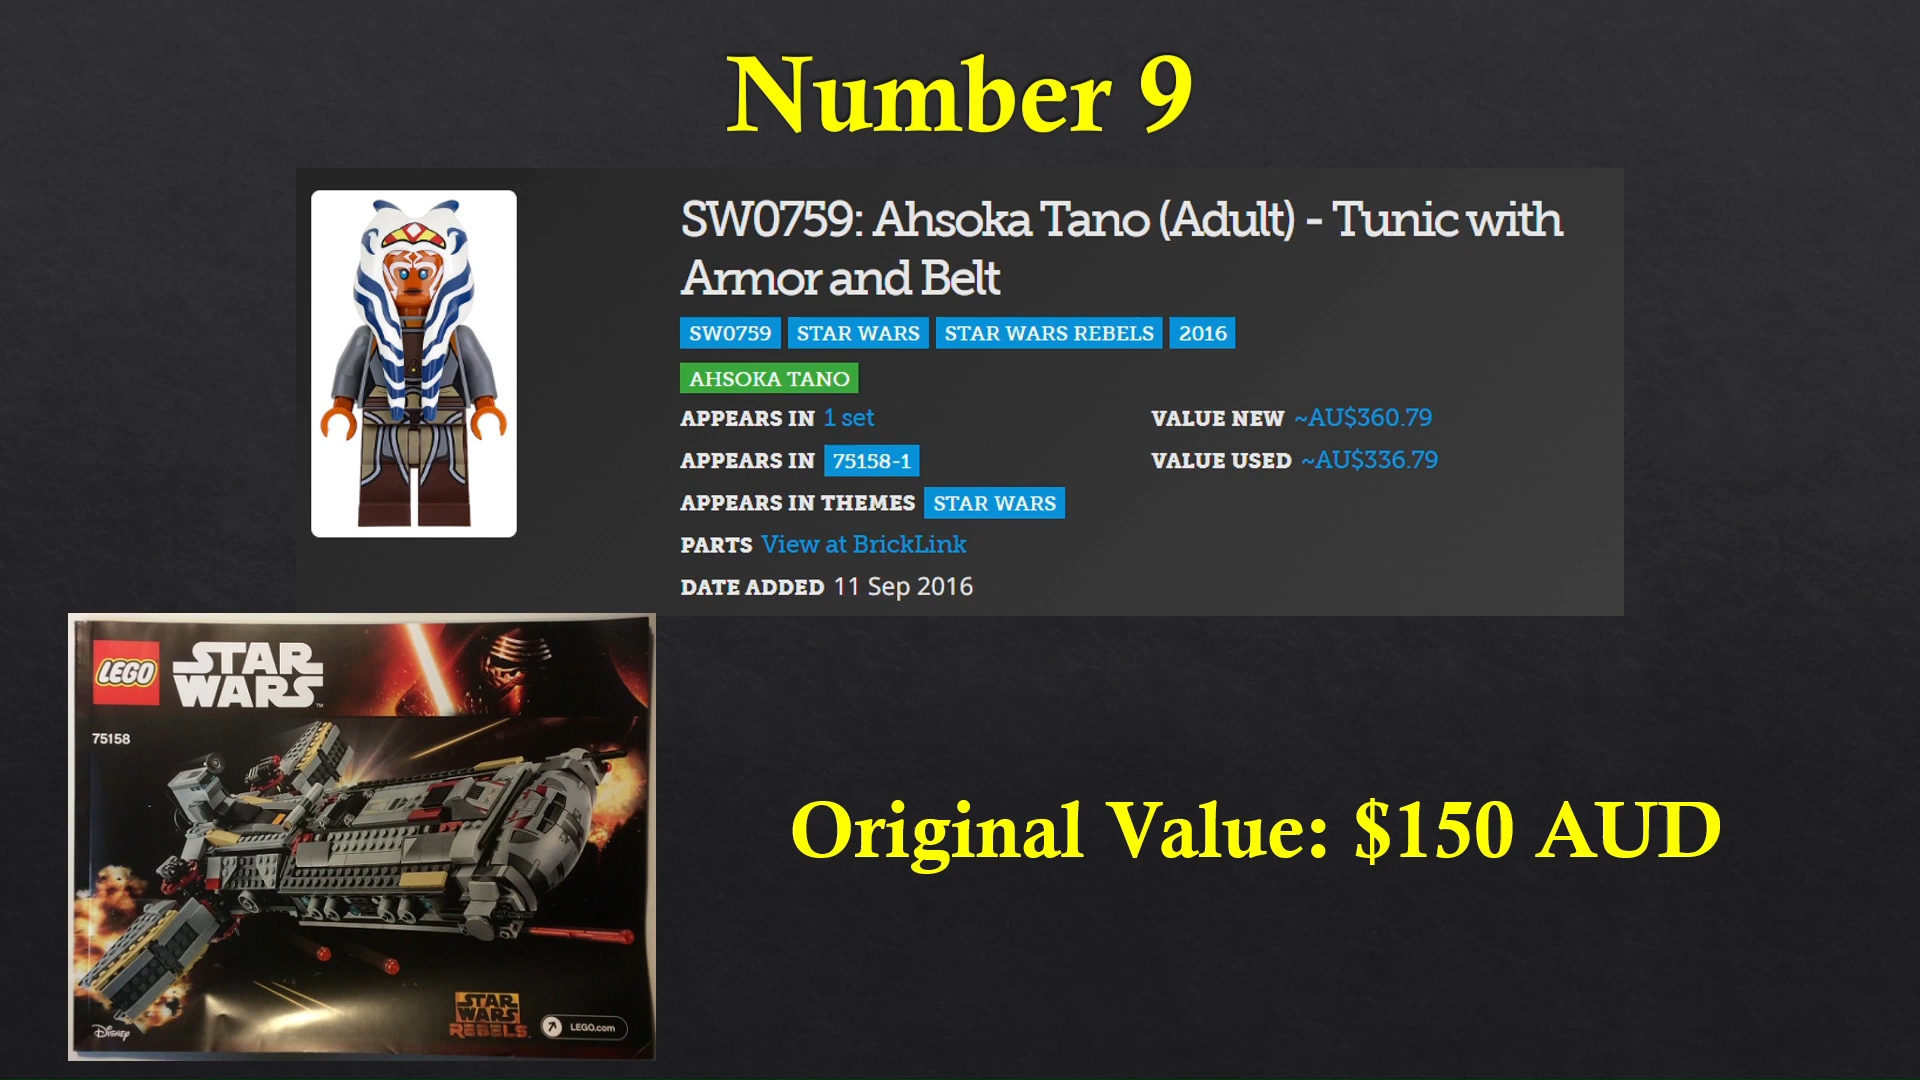 Number 9
SW0759: Ahsoka Tano (Adult) - Tunic with
Armor and Belt
SW0759 STAR WARS STAR WARS REBELS 2016
AHSOKA TANO
APPEARS IN 1 set
VALUE NEW ~AU$360.79
APPEARS IN 75158-1
VALUE USED ~AU$336.79
APPEARS IN THEMES STAR WARS
PARTS View at BrickLink
DATE ADDED 11 Sep 2016
LEGO STAR
WARS™
75158
Disney
STAR
WARS
REBELS
LEGO.com
Original Value: $150 AUD